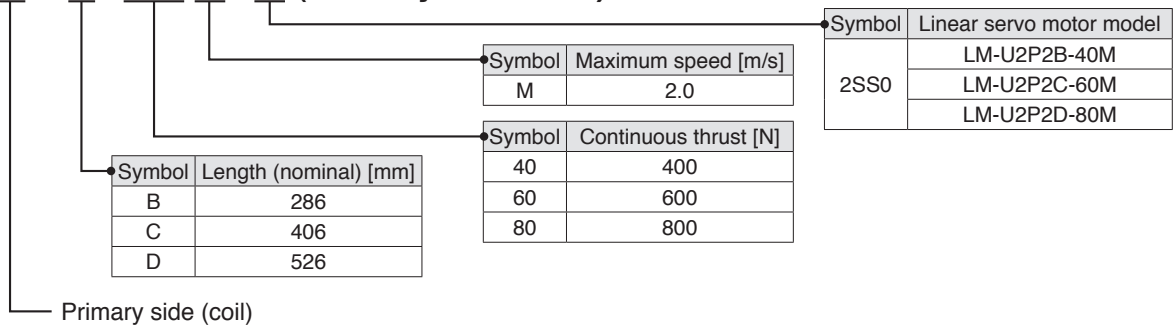 Symbol Linear servo motor model
2SS0
LM-U2P2B-40M
LM-U2P2C-60M
LM-U2P2D-80M
Symbol Maximum speed [m/s]
M 2.0
Symbol Continuous thrust [N]
40 400
60 600
80 800
Symbol Length (nominal) [mm]
B 286
C 406
D 526
Primary side (coil)